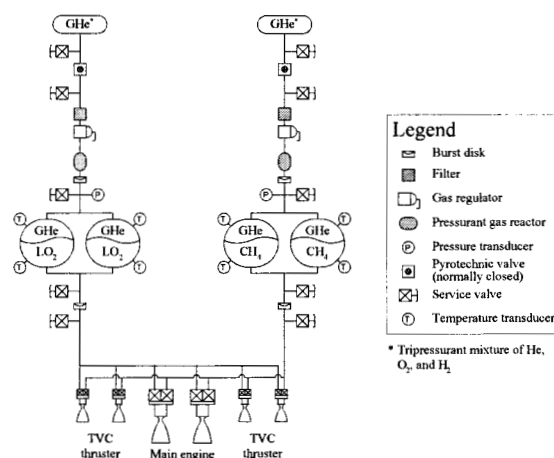 GHe*
GHe*
P
P
T
T
T
T
GHe
GHe
GHe
GHe
LO2
LO2
CH4
CH4
T
T
T
T
TVC
thruster
Main engine
TVC
thruster
Legend
Burst disk
Filter
Gas regulator
Pressurant gas reactor
P Pressure transducer
Pyrotechnic valve
(normally closed)
Service valve
T Temperature transducer
* Tripressurant mixture of He,
O2, and H2